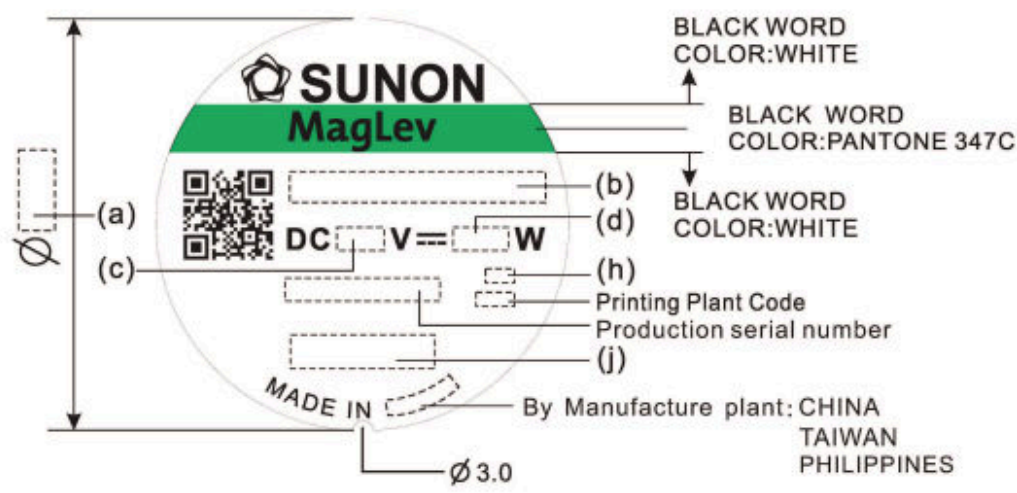 BLACK WORD
COLOR:WHITE
SUNON
MagLev
BLACK WORD
COLOR:PANTONE 347C
(b)
BLACK WORD
COLOR:WHITE
(a)
(d)
DC V W
(c)
(h)
Printing Plant Code
Production serial number
(j)
MADE IN
By Manufacture plant: CHINA
TAIWAN
PHILIPPINES
Ø
Ø 3.0